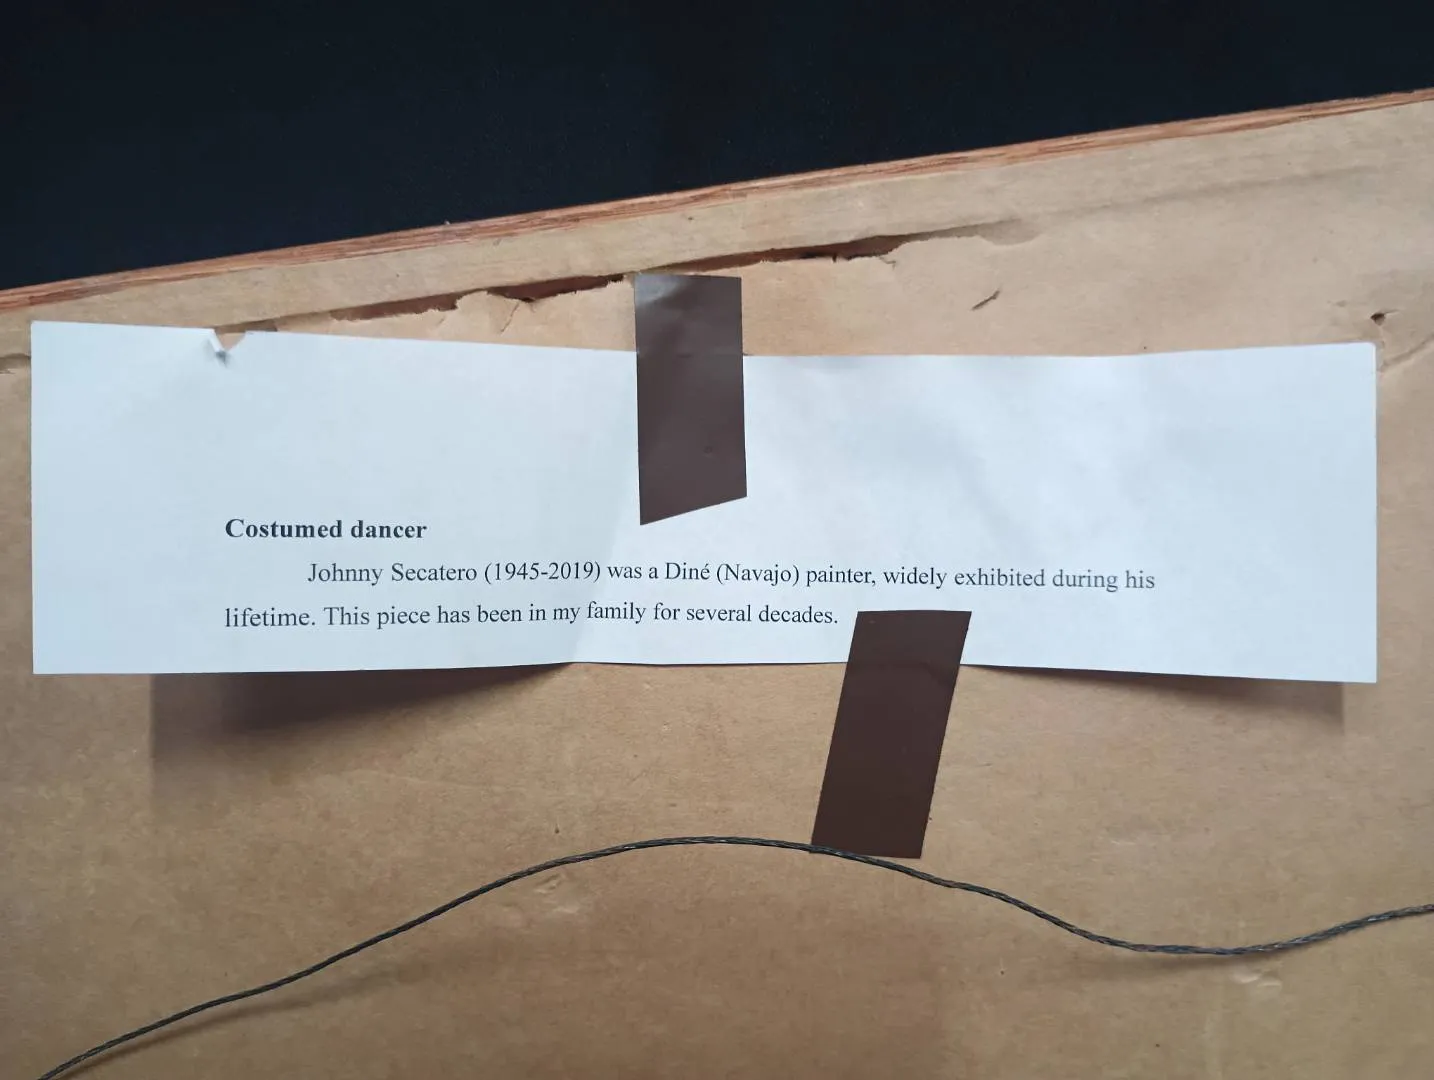 Costumed dancer
Johnny Secatero (1945-2019) was a Diné (Navajo) painter, widely exhibited during his
lifetime. This piece has been in my family for several decades.